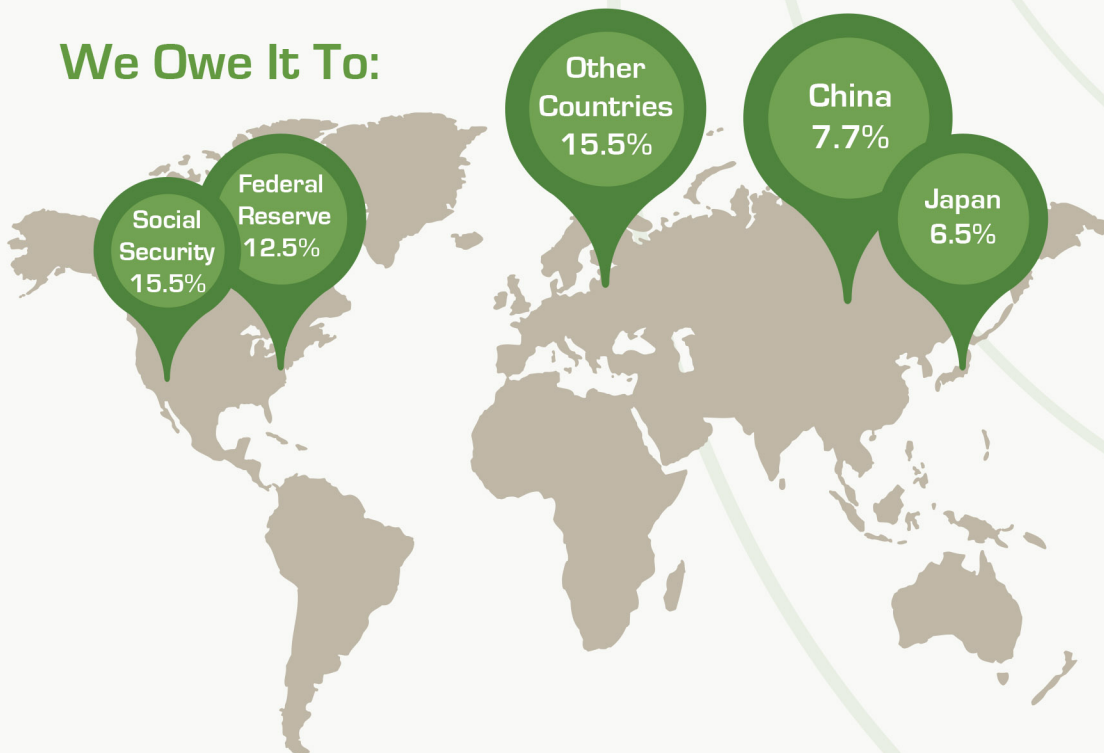 We Owe It To:
Social
Security
15.5%
Federal
Reserve
12.5%
Other
Countries
15.5%
China
7.7%
Japan
6.5%